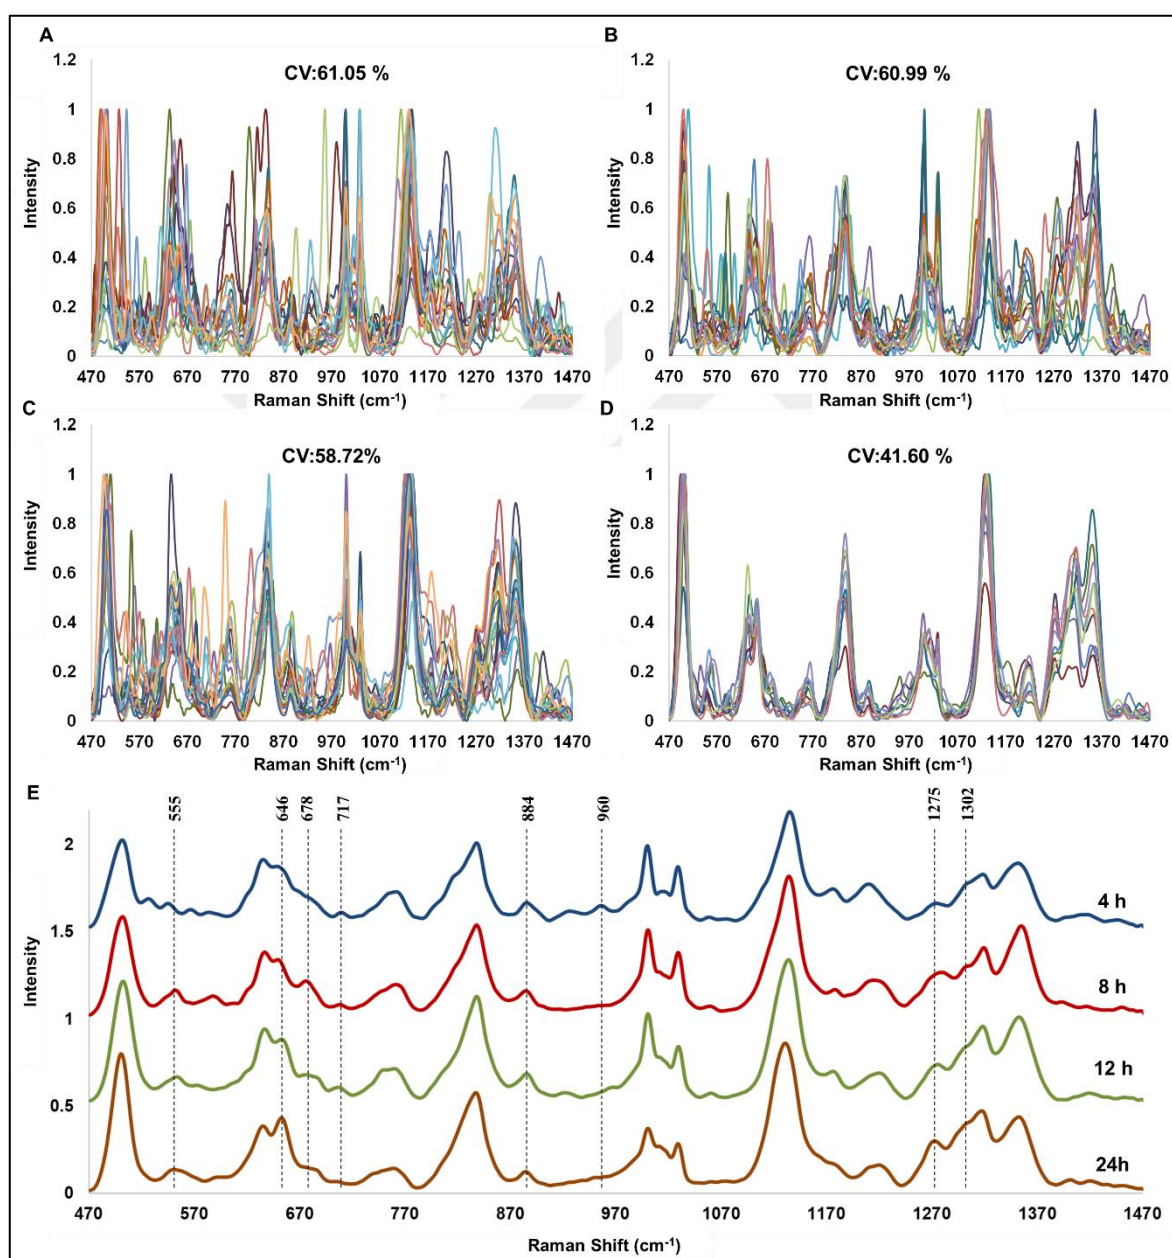 A
CV:61.05 %
1.2
1
0.8
0.6
0.4
0.2
0
Intensity
470 570 670 770 870 970 1070 1170 1270 1370 1470
Raman Shift (cm⁻¹)
B
CV:60.99 %
1.2
1
0.8
0.6
0.4
0.2
0
Intensity
470 570 670 770 870 970 1070 1170 1270 1370 1470
Raman Shift (cm⁻¹)
C
CV:58.72%
1.2
1
0.8
0.6
0.4
0.2
0
Intensity
470 570 670 770 870 970 1070 1170 1270 1370 1470
Raman Shift (cm⁻¹)
D
CV:41.60 %
1.2
1
0.8
0.6
0.4
0.2
0
Intensity
470 570 670 770 870 970 1070 1170 1270 1370 1470
Raman Shift (cm⁻¹)
E
555 646 678 717 884 960 1275 1302
2
1.5
1
0.5
0
Intensity
4 h
8 h
12 h
24h
470 570 670 770 870 970 1070 1170 1270 1370 1470
Raman Shift (cm⁻¹)